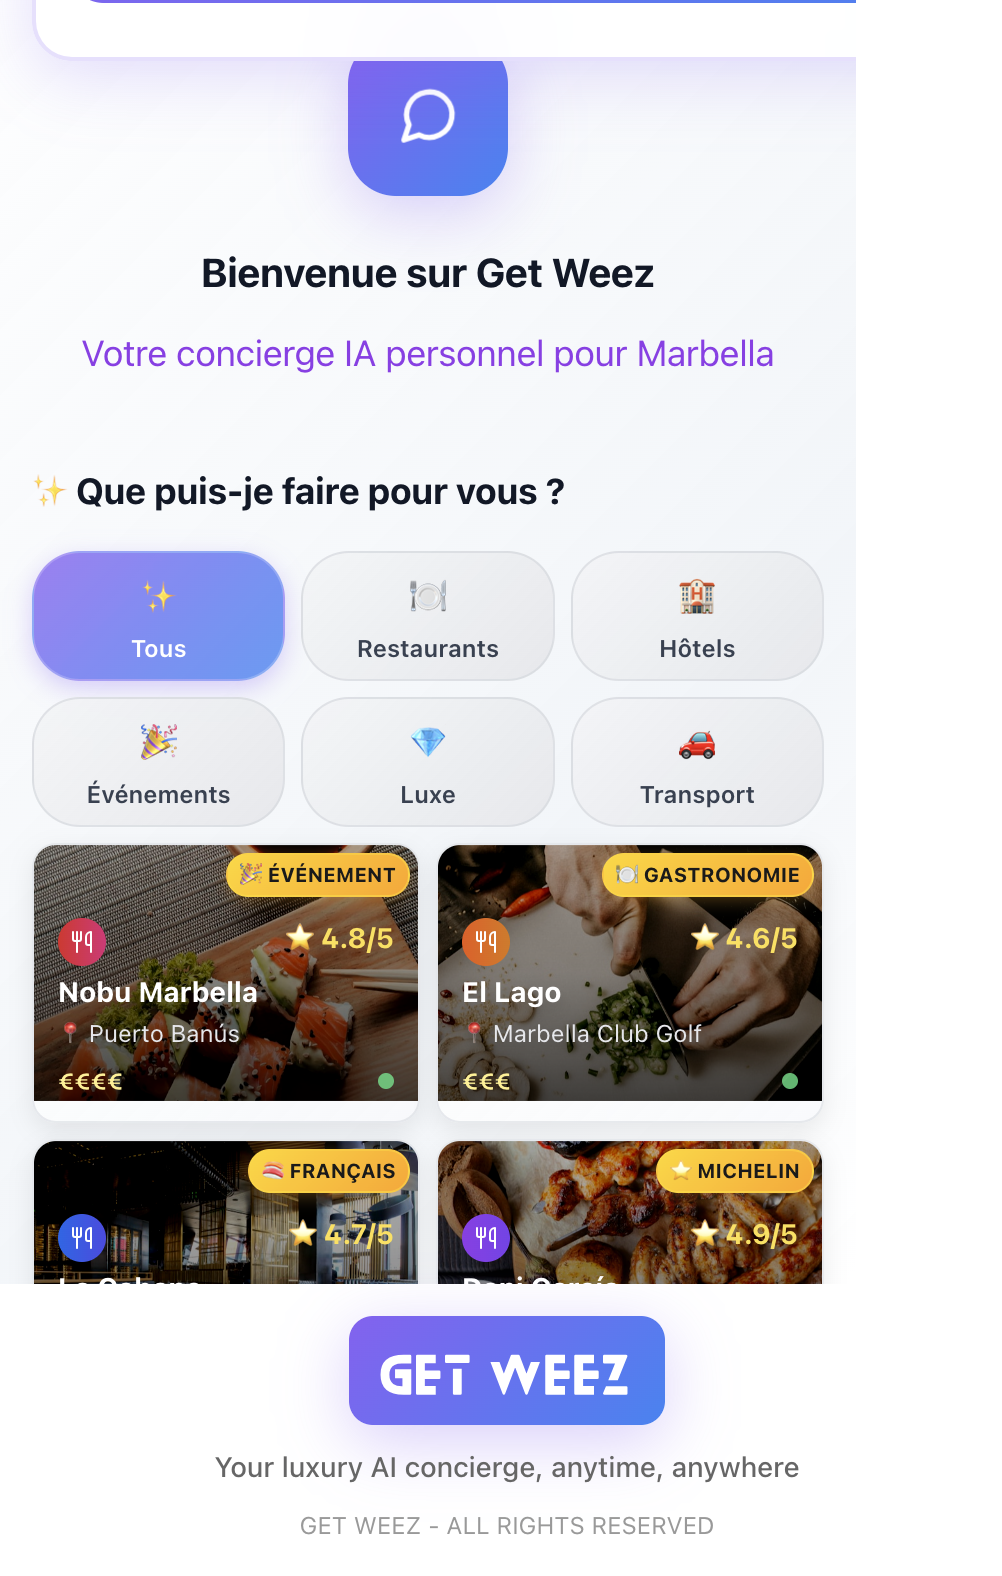 Bienvenue sur Get Weez
Votre concierge IA personnel pour Marbella
✨ Que puis-je faire pour vous ?
Tous
Restaurants
Hôtels
Événements
Luxe
Transport
ÉVÉNEMENT
4.8/5
Nobu Marbella
Puerto Banús
€€€€
GASTRONOMIE
4.6/5
El Lago
Marbella Club Golf
€€€
FRANÇAIS
4.7/5
MICHELIN
4.9/5
GET WEEZ
Your luxury AI concierge, anytime, anywhere
GET WEEZ - ALL RIGHTS RESERVED